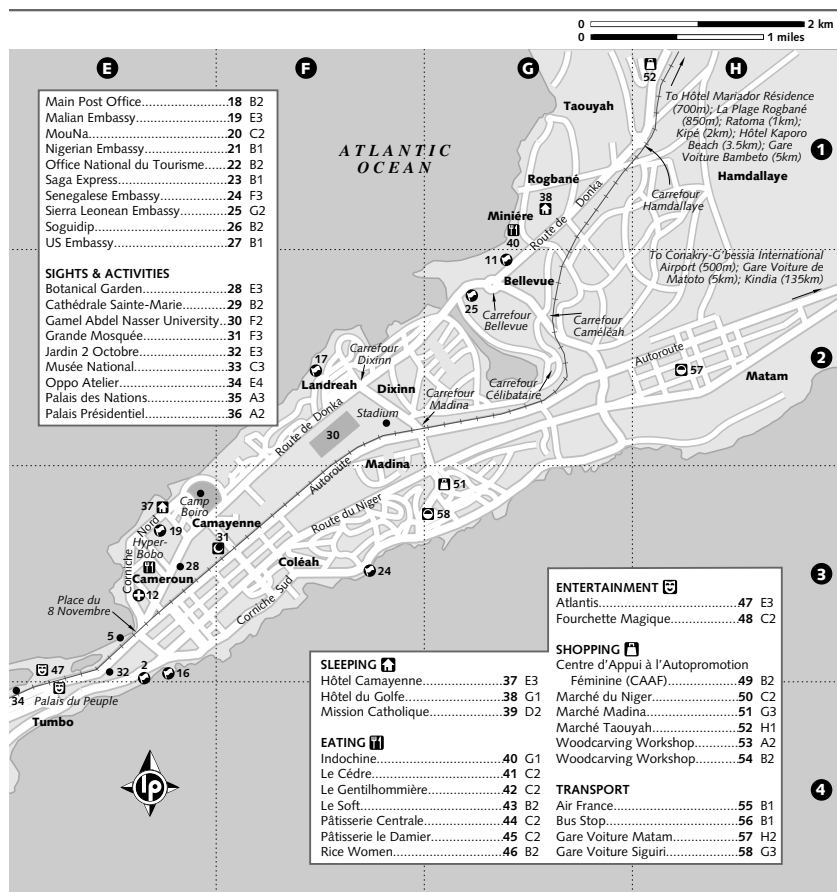 0 2 km
0 1 miles
E
F
G
H
1
2
3
4
Main Post Office 18 B2
Malian Embassy 19 E3
MouNa 20 C2
Nigerian Embassy 21 B1
Office National du Tourisme 22 B2
Saga Express 23 B1
Senegalese Embassy 24 F3
Sierra Leonean Embassy 25 G2
Soguidip 26 B2
US Embassy 27 B1
SIGHTS & ACTIVITIES
Botanical Garden 28 E3
Cathédrale Sainte-Marie 29 B2
Gamel Abdel Nasser University 30 F2
Grande Mosquée 31 F3
Jardin 2 Octobre 32 E3
Musée National 33 C3
Oppo Atelier 34 E4
Palais des Nations 35 A3
Palais Présidentiel 36 A2
ATLANTIC
OCEAN
52
Taouyah
To Hôtel Mariador Résidence
(700m); La Plage Rogbané
(850m); Ratoma (1km);
Kipé (2km); Hôtel Kaporo
Beach (3.5km); Gare
Voiture Bambeto (5km)
Hamdallaye
Rogbané
38
Carrefour
Hamdallaye
Miniére
40
Route de Donka
11
Bellevue
To Conakry-G'bessia International
Airport (500m); Gare Voiture de
Matoto (5km); Kindia (135km)
25
Carrefour
Bellevue
Carrefour
Caméléah
Autoroute
57
Matam
17
Carrefour
Dixinn
Landreah
Dixinn
Carrefour
Madina
Carrefour
Célibataire
Stadium
Route de Donka
30
Autoroute
Madina
51
58
Route du Niger
37
Camp
Boiro
Corniche Nord
19
Camayenne
31
Hyper-
Bobo
28
Coléah
24
Cameroun
12
Corniche Sud
Place du
8 Novembre
5
47
32
2
16
34
Palais du Peuple
Tumbo
lp
SLEEPING
Hôtel Camayenne 37 E3
Hôtel du Golfe 38 G1
Mission Catholique 39 D2
EATING
Indochine 40 G1
Le Cédre 41 C2
Le Gentilhommière 42 C2
Le Soft 43 B2
Pâtisserie Centrale 44 C2
Pâtisserie le Damier 45 C2
Rice Women 46 B2
ENTERTAINMENT
Atlantis 47 E3
Fourchette Magique 48 C2
SHOPPING
Centre d'Appui à l'Autopromotion
Féminine (CAAF) 49 B2
Marché du Niger 50 C2
Marché Madina 51 G3
Marché Taouyah 52 H1
Woodcarving Workshop 53 A2
Woodcarving Workshop 54 B2
TRANSPORT
Air France 55 B1
Bus Stop 56 B1
Gare Voiture Matam 57 H2
Gare Voiture Siguiri 58 G3